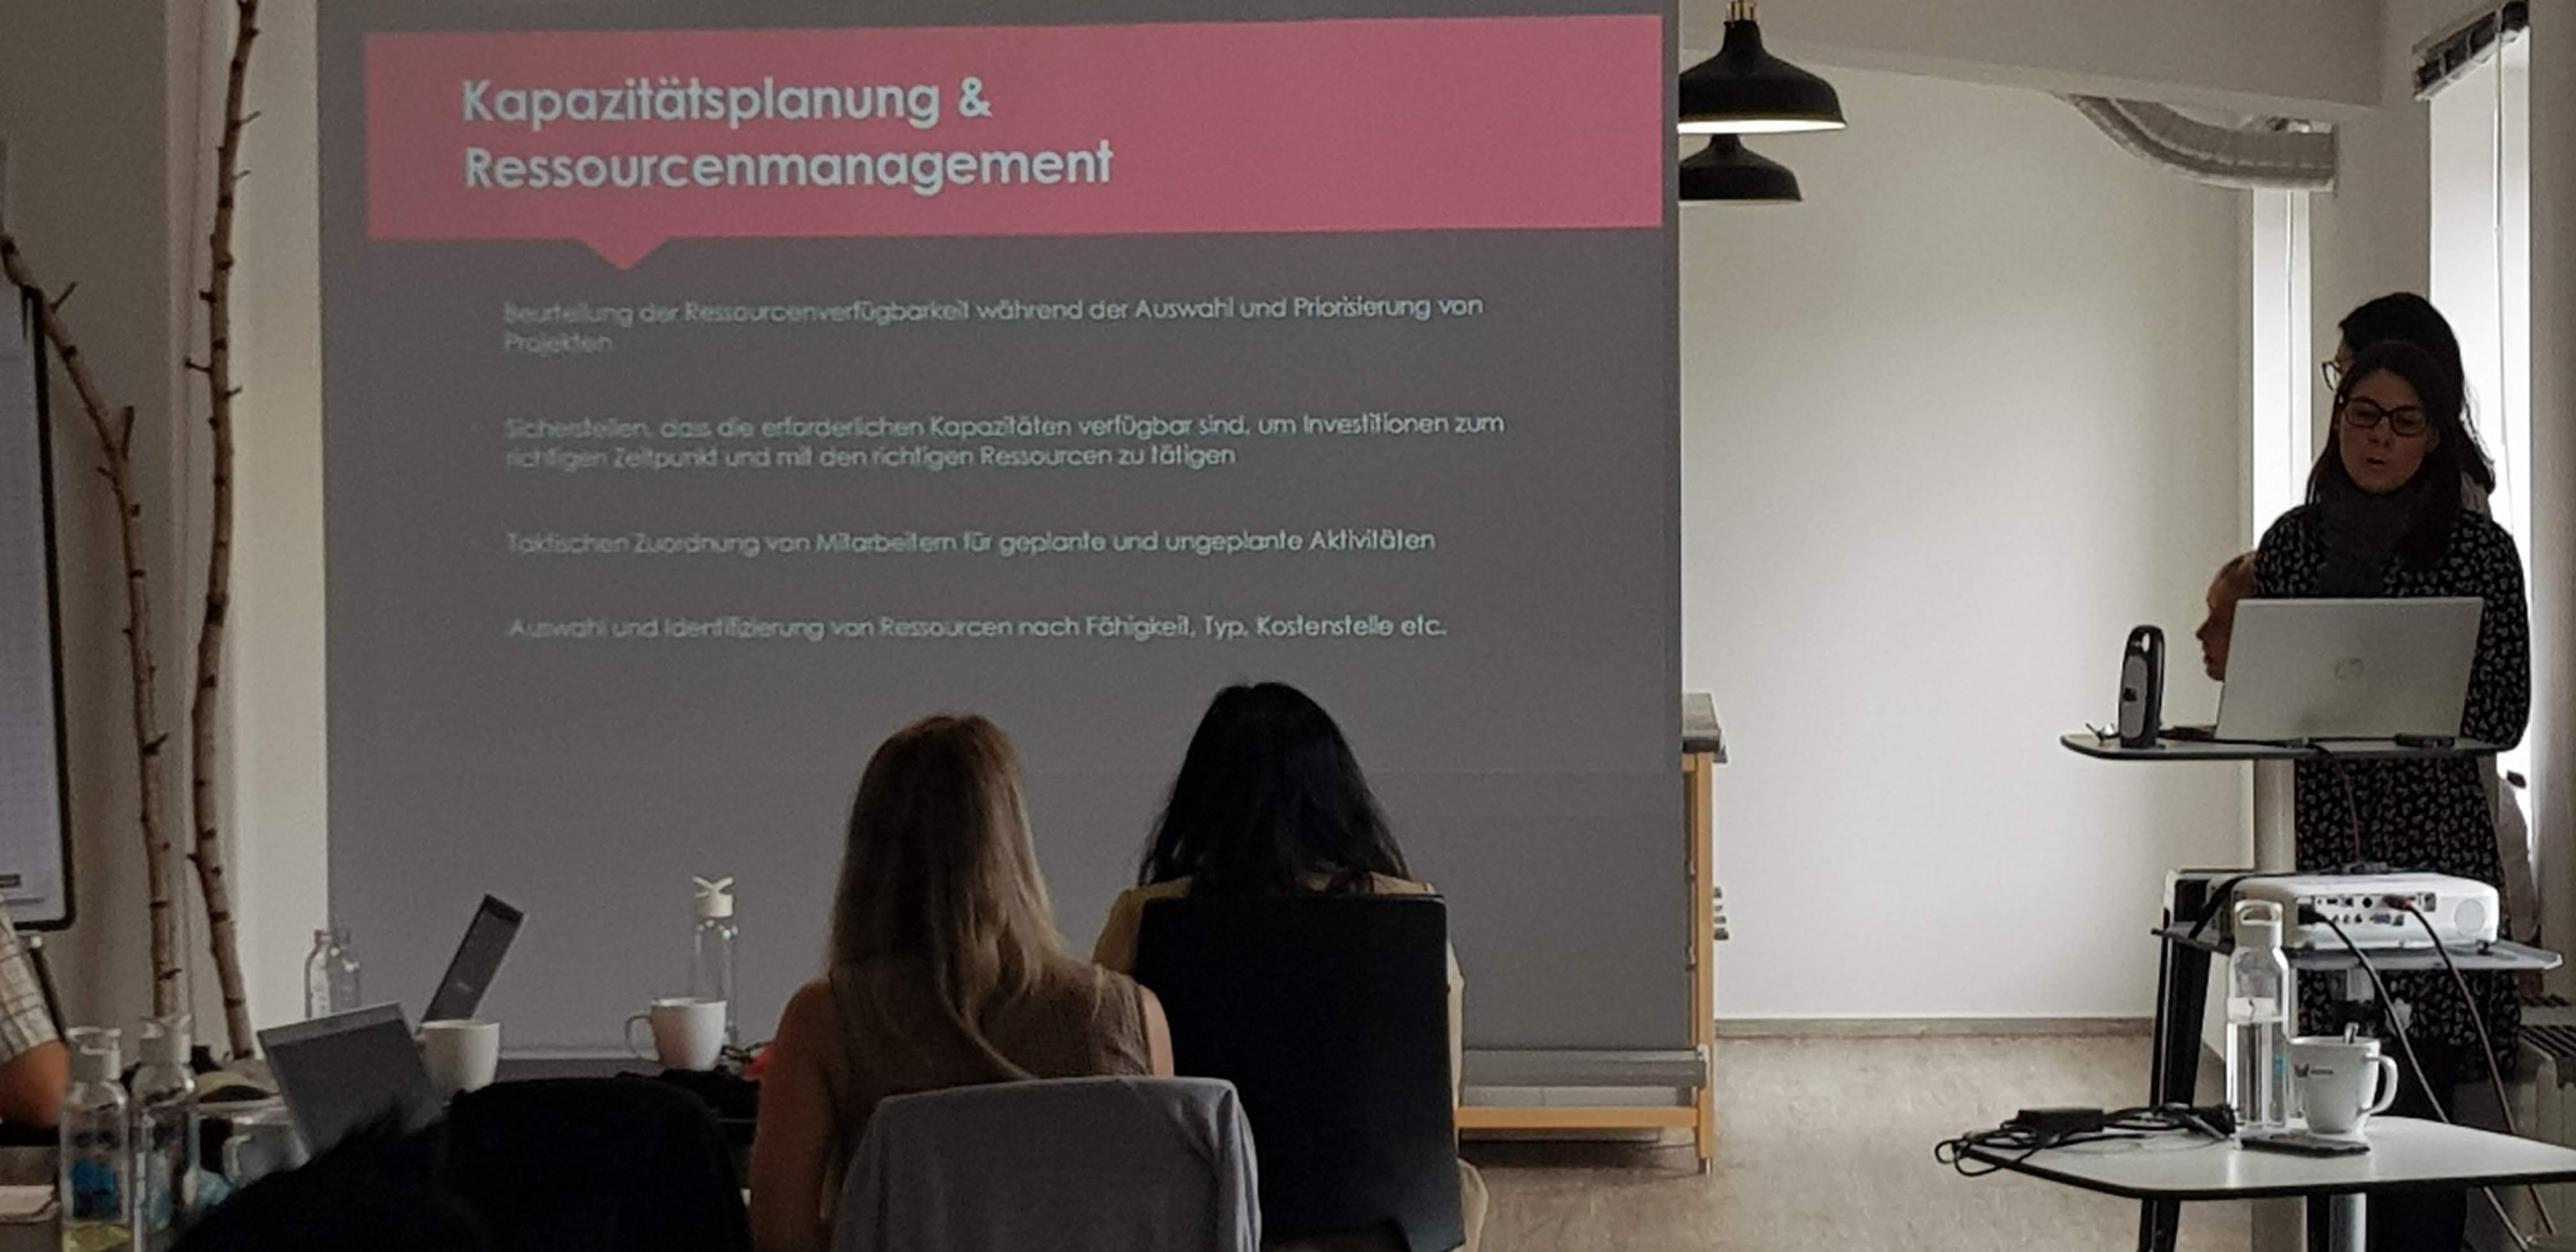 Kapazitätsplanung &
Ressourcenmanagement
Beurteilung der Ressourcenverfügbarkeit während der Auswahl und Priorisierung von
Projekten
Sicherstellen, dass die erforderlichen Kapazitäten verfügbar sind, um Investitionen zum
richtigen Zeitpunkt und mit den richtigen Ressourcen zu tätigen
Taktischen Zuordnung von Mitarbeitern für geplante und ungeplante Aktivitäten
Auswahl und Identifizierung von Ressourcen nach Fähigkeit, Typ, Kostenstelle etc.